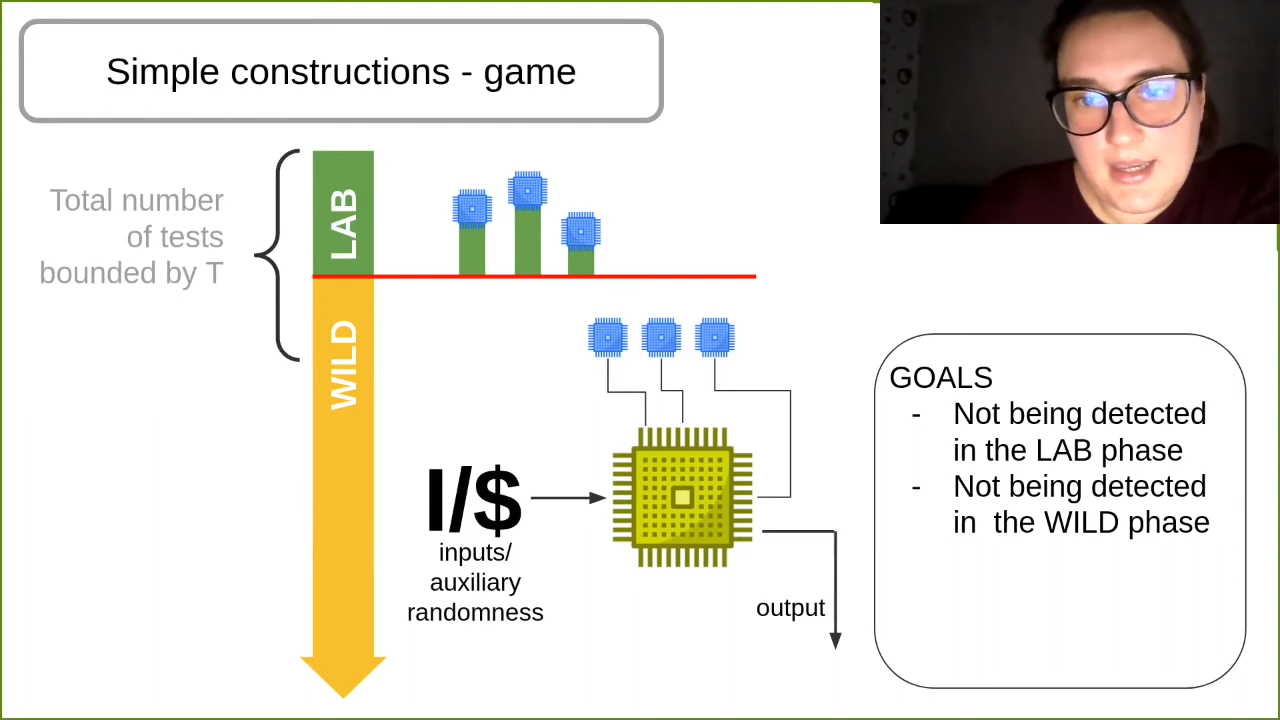 Simple constructions - game
Total number
of tests
bounded by T
LAB
WILD
I/$
inputs/
auxiliary
randomness
output
GOALS
- Not being detected
in the LAB phase
- Not being detected
in  the WILD phase